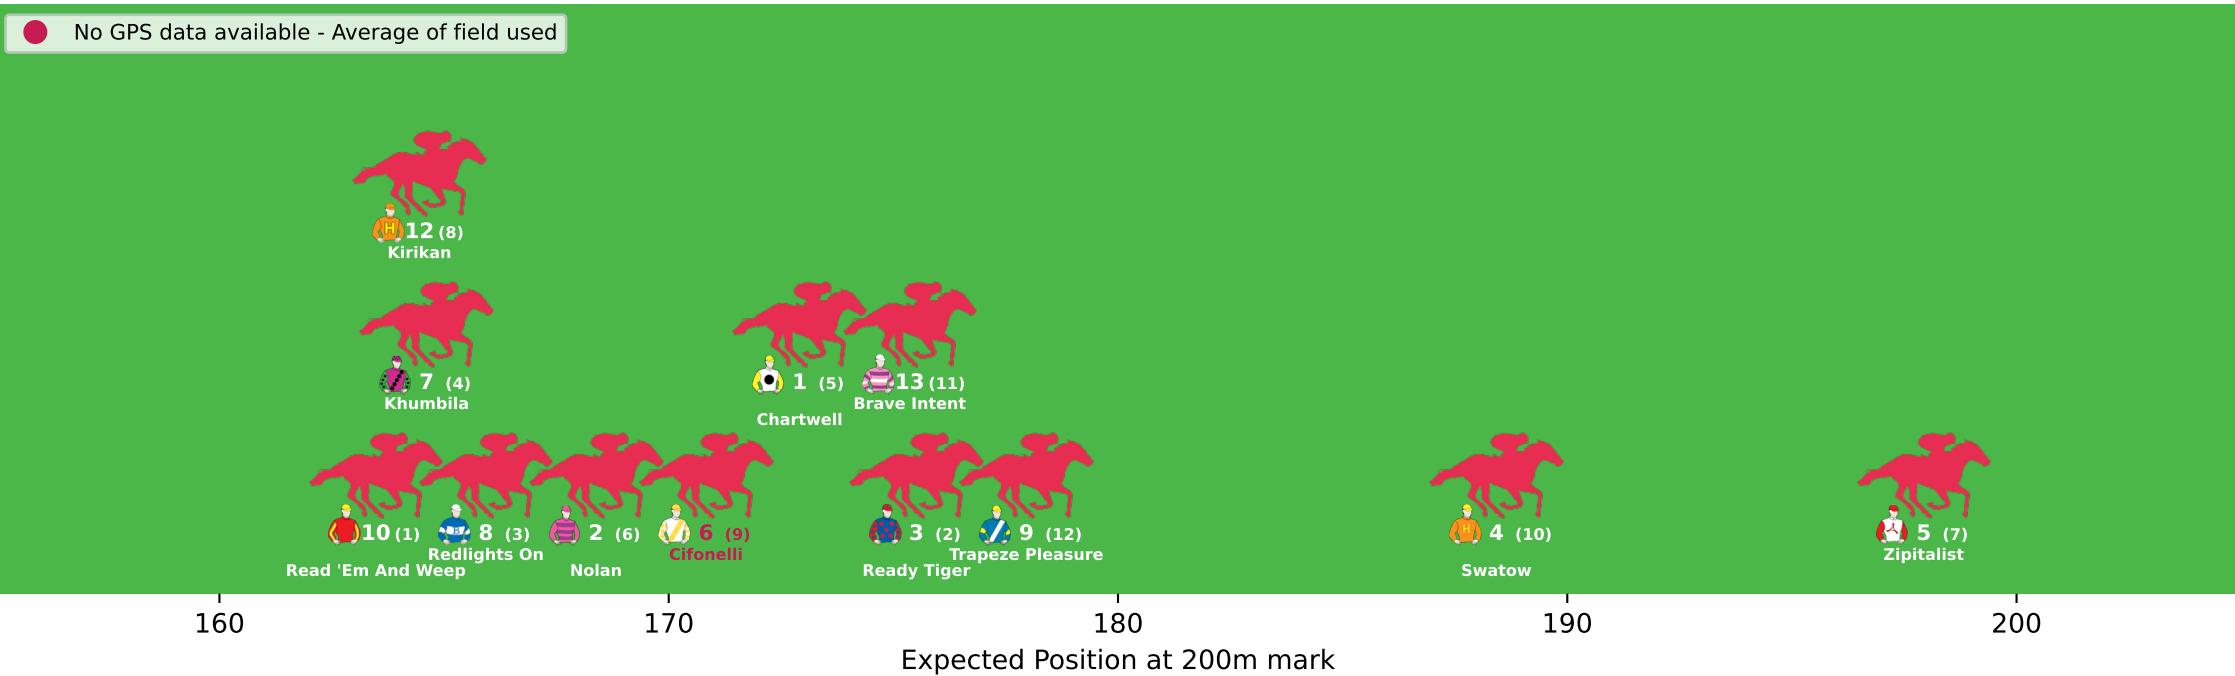 No GPS data available - Average of field used
12 (8)
Kirikan
7 (4)
Khumbila
1 (5)
Chartwell
13 (11)
Brave Intent
10 (1)
Read 'Em And Weep
8 (3)
Redlights On
2 (6)
Nolan
6 (9)
Cifonelli
3 (2)
Ready Tiger
9 (12)
Trapeze Pleasure
4 (10)
Swatow
5 (7)
Zipitalist
160 170 180 190 200
Expected Position at 200m mark